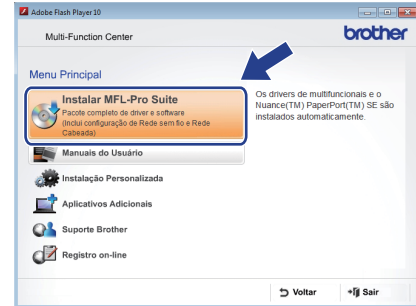 Adobe Flash Player 10
Multi-Function Center
brother
Menu Principal
Instalar MFL-Pro Suite
Pacote completo de driver e software
(Inclui configuração de Rede sem fio e Rede
Cabeada)
Os drivers de multifuncionais e o
Nuance(TM) PaperPort(TM) SE são
instalados automaticamente.
Manuais do Usuário
Instalação Personalizada
Aplicativos Adicionais
Suporte Brother
Registro on-line
Voltar
Sair